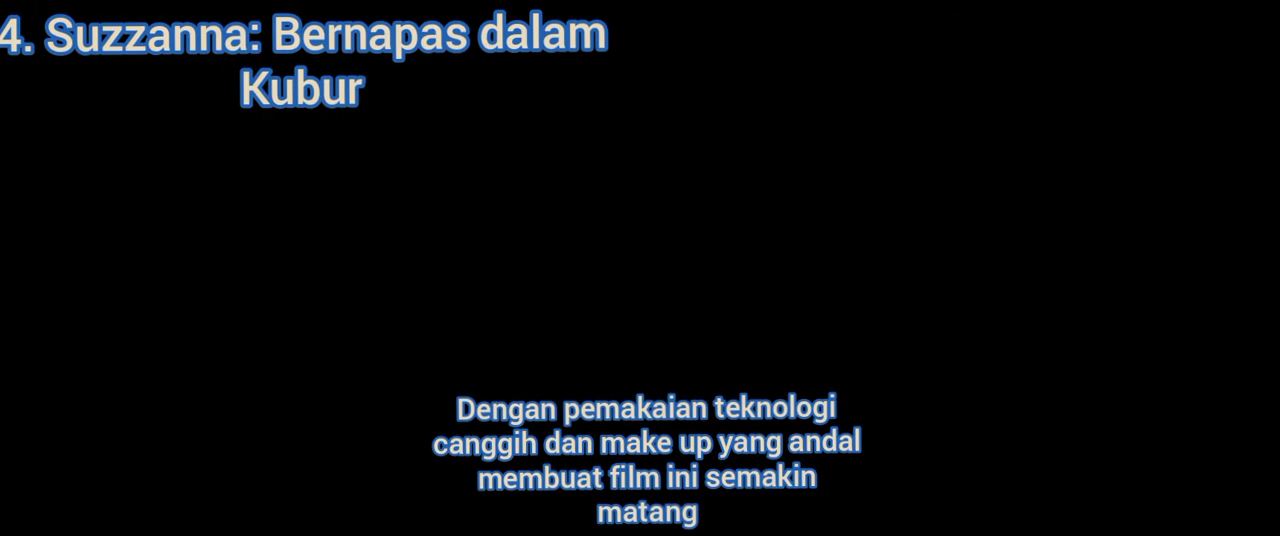 4. Suzzanna: Bernapas dalam
Kubur
Dengan pemakaian teknologi
canggih dan make up yang andal
membuat film ini semakin
matang